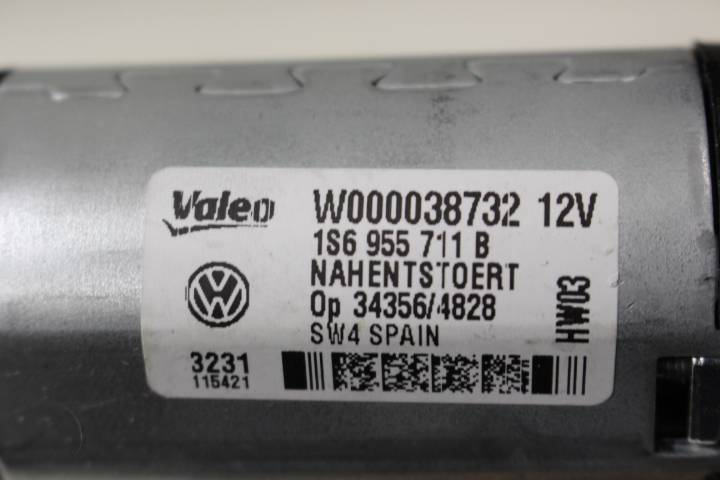 Valeo W000038732 12V
1S6 955 711 B
NAHENTSTOERT
Op 34356/4828
SW4 SPAIN
HW03
3231
115421